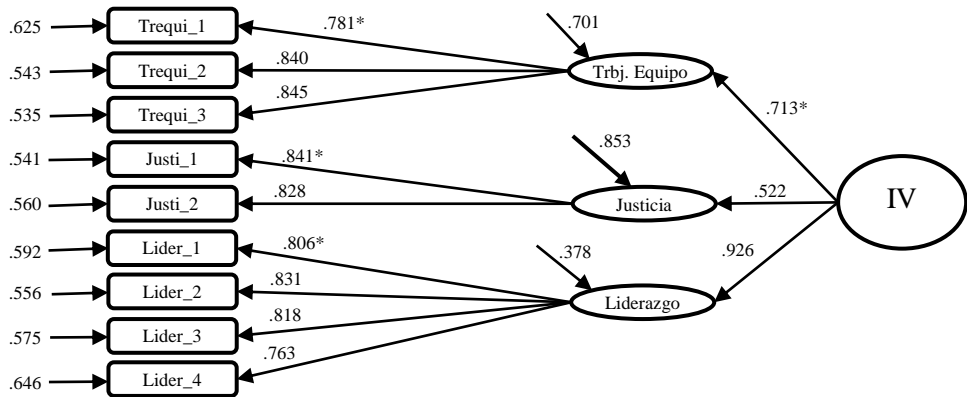 .625 Trequi_1 .781* .701
.543 Trequi_2 .840 Trbj. Equipo
.535 Trequi_3 .845 .713*
.541 Justi_1 .841* .853
.560 Justi_2 .828 Justicia .522 IV
.592 Lider_1 .806* .378 .926
.556 Lider_2 .831 Liderazgo
.575 Lider_3 .818
.646 Lider_4 .763